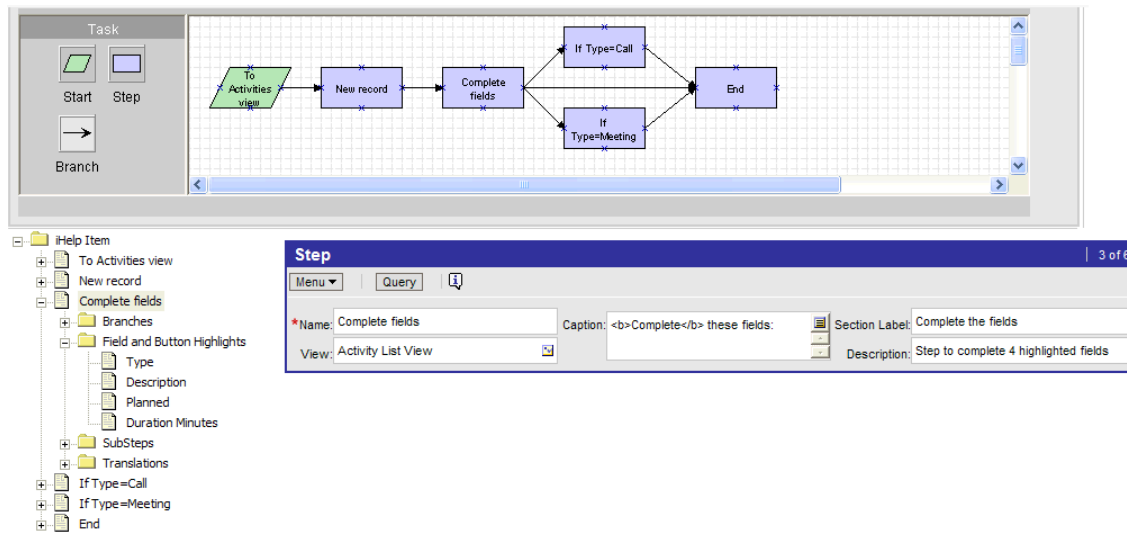 Task
Start Step
Branch
To
Activities
view
New record
Complete
fields
If Type=Call
If
Type=Meeting
End
iHelp Item
To Activities view
New record
Complete fields
Branches
Field and Button Highlights
Type
Description
Planned
Duration Minutes
SubSteps
Translations
If Type=Call
If Type=Meeting
End
Step
3 of 6
Menu Query
*Name: Complete fields
Caption: <b>Complete</b> these fields:
Section Label: Complete the fields
View: Activity List View
Description: Step to complete 4 highlighted fields